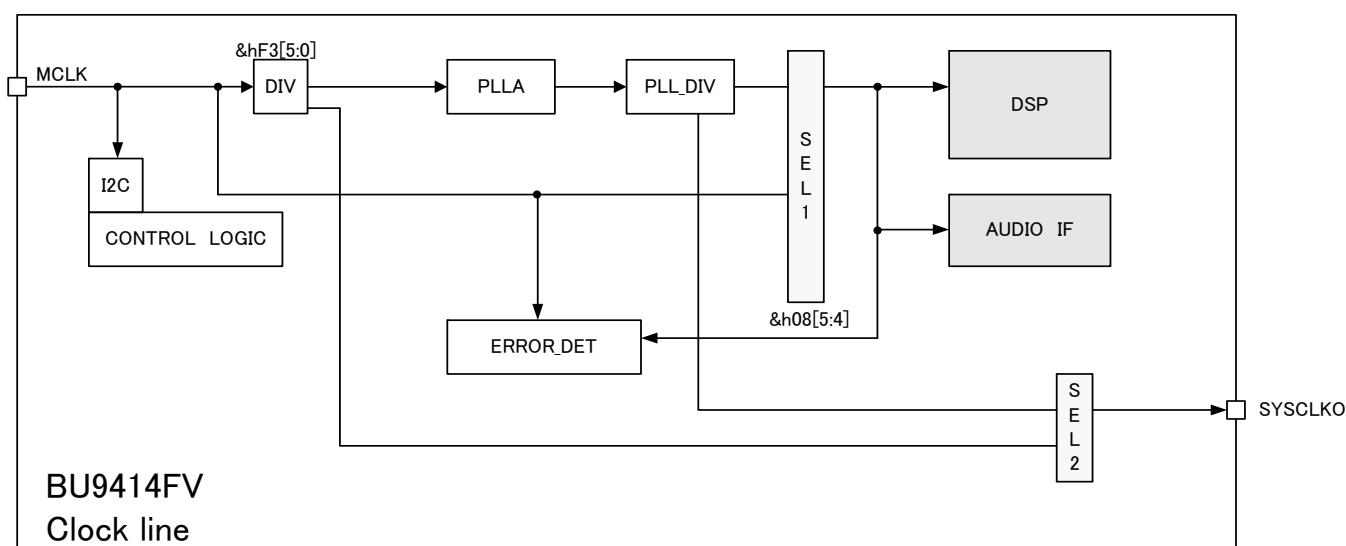 &hF3[5:0]
MCLK
DIV
PLLA
PLL_DIV
DSP
S
E
L
1
I2C
CONTROL LOGIC
AUDIO IF
&h08[5:4]
ERROR_DET
S
E
L
2
SYSCLKO
BU9414FV
Clock line